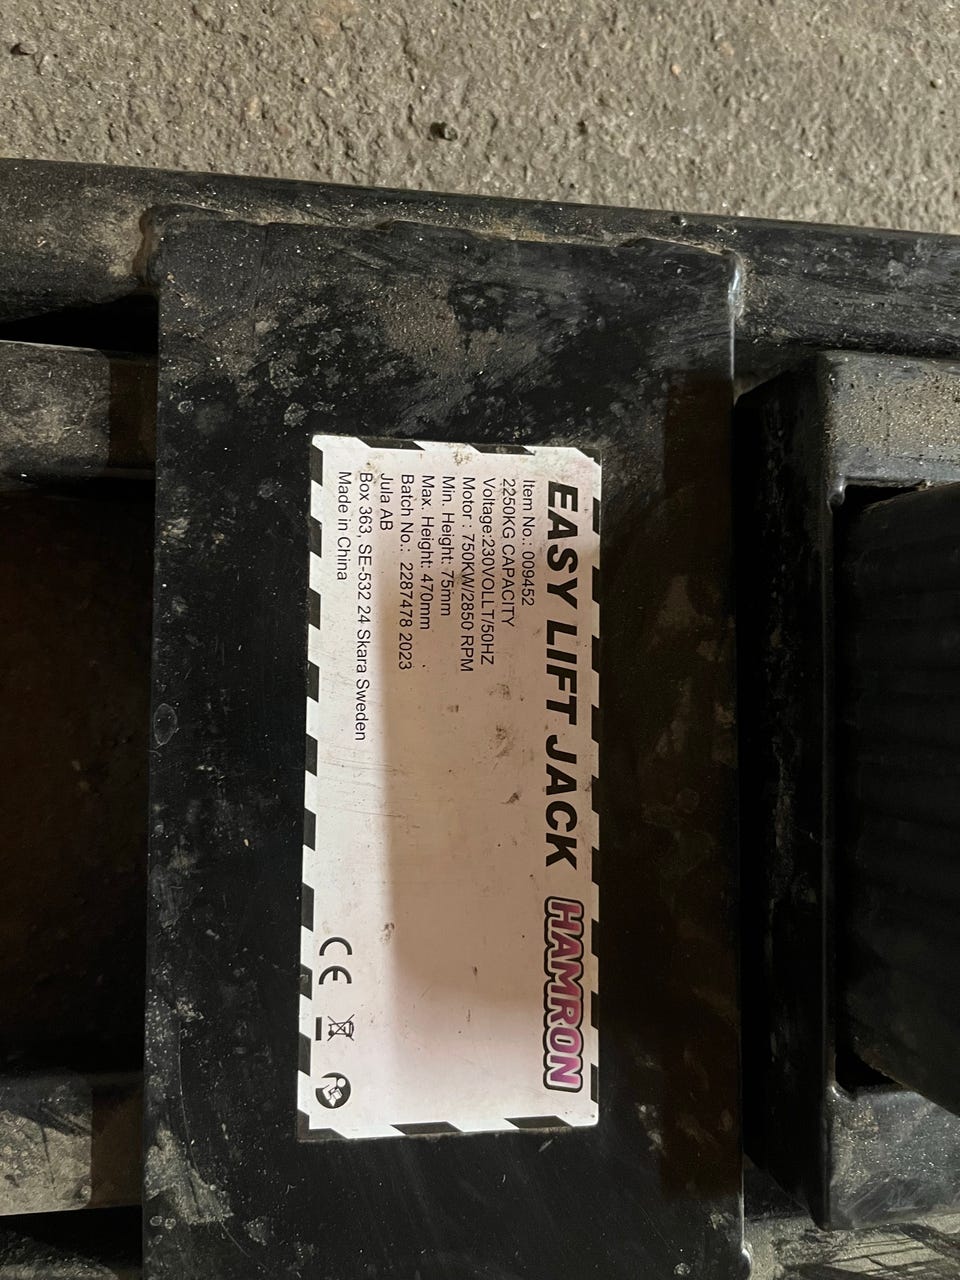 EASY LIFT JACK HAMRON
Item No.: 009452
2250KG CAPACITY
Voltage:230VOLLT/50HZ
Motor : 750KW/2850 RPM
Min. Height: 75mm
Max. Height: 470mm
Batch No.: 2287478 2023
Jula AB
Box 363, SE-532 24 Skara Sweden
Made in China
CE